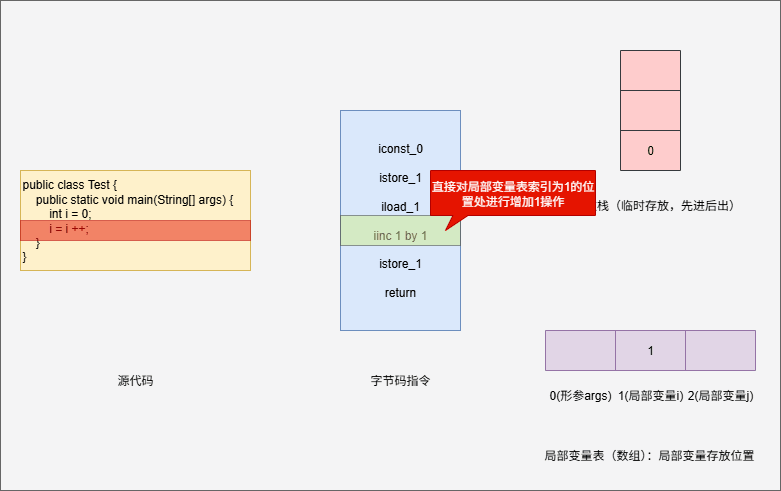 public class Test {
public static void main(String[] args) {
int i = 0;
i = i ++;
}
}
源代码
iconst_0
istore_1
iload_1
iinc 1 by 1
istore_1
return
字节码指令
直接对局部变量表索引为1的位
置处进行增加1操作
0
栈（临时存放，先进后出）
1
0(形参args) 1(局部变量i) 2(局部变量j)
局部变量表（数组）：局部变量存放位置